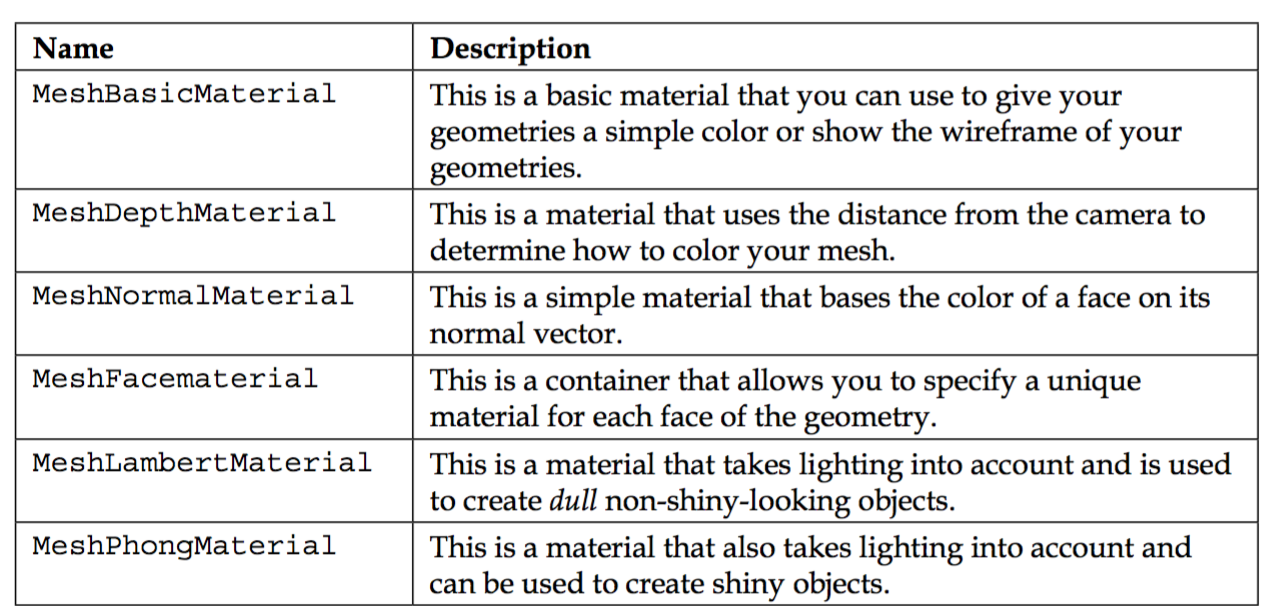 Name Description
MeshBasicMaterial This is a basic material that you can use to give your
geometries a simple color or show the wireframe of your
geometries.
MeshDepthMaterial This is a material that uses the distance from the camera to
determine how to color your mesh.
MeshNormalMaterial This is a simple material that bases the color of a face on its
normal vector.
MeshFacematerial This is a container that allows you to specify a unique
material for each face of the geometry.
MeshLambertMaterial This is a material that takes lighting into account and is used
to create dull non-shiny-looking objects.
MeshPhongMaterial This is a material that also takes lighting into account and
can be used to create shiny objects.